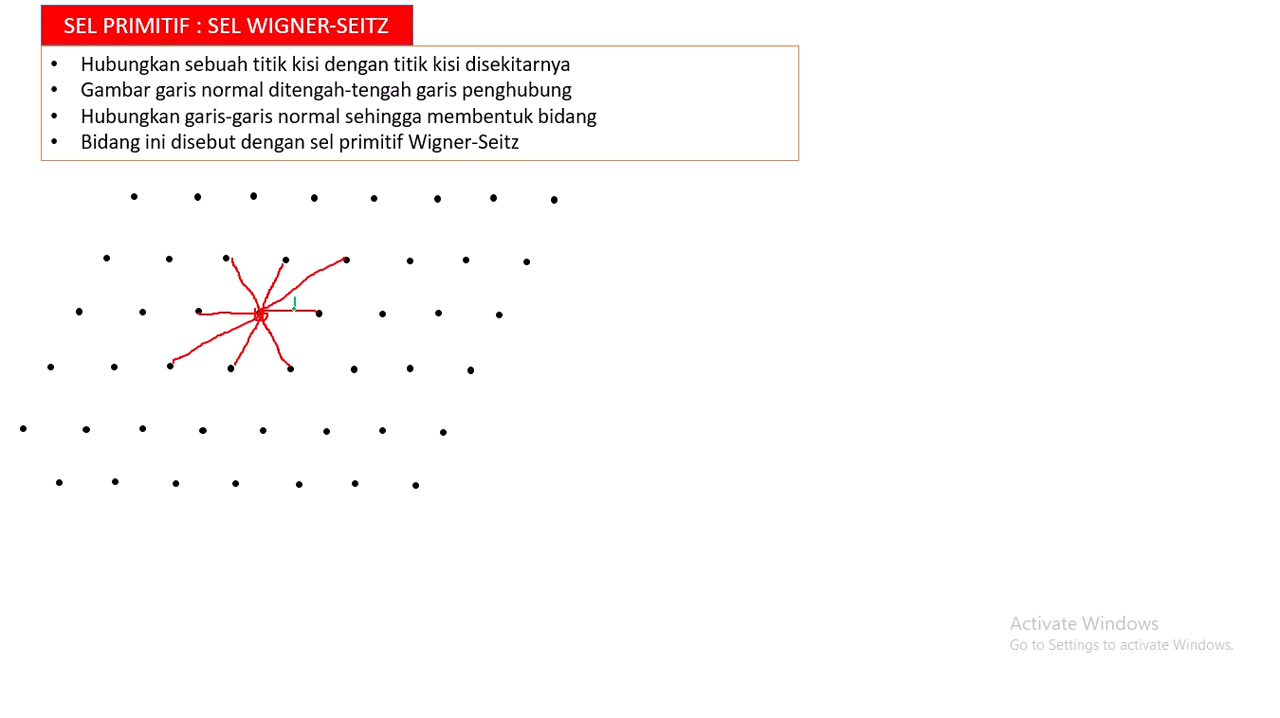 SEL PRIMITIF : SEL WIGNER-SEITZ
• Hubungkan sebuah titik kisi dengan titik kisi disekitarnya
• Gambar garis normal ditengah-tengah garis penghubung
• Hubungkan garis-garis normal sehingga membentuk bidang
• Bidang ini disebut dengan sel primitif Wigner-Seitz
Activate Windows
Go to Settings to activate Windows.